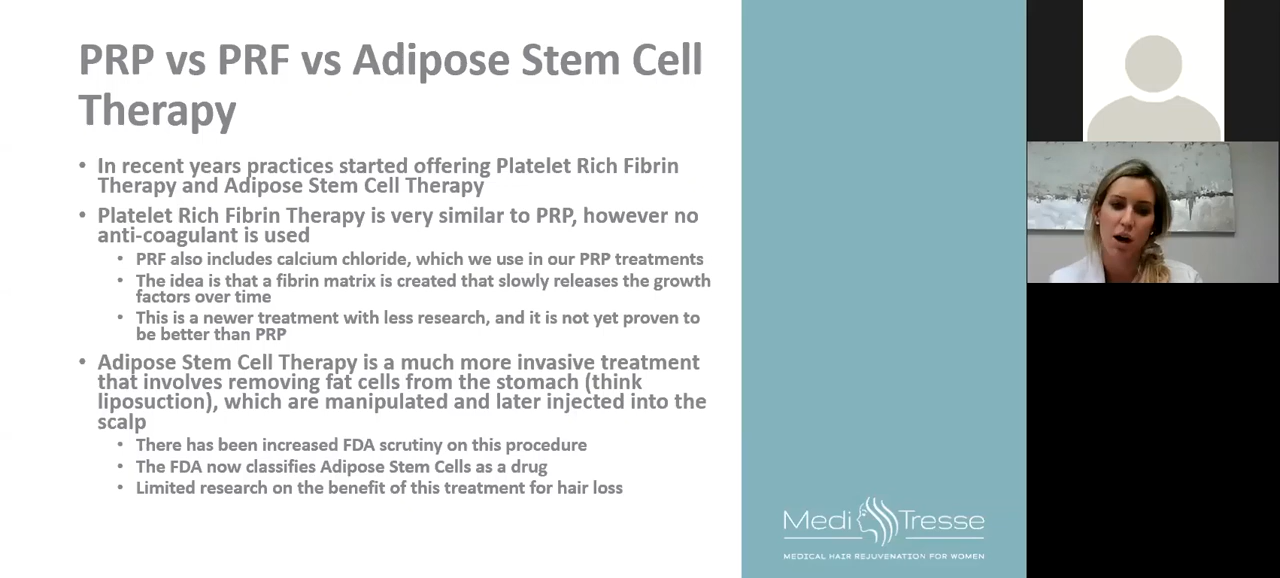 PRP vs PRF vs Adipose Stem Cell
Therapy
• In recent years practices started offering Platelet Rich Fibrin
Therapy and Adipose Stem Cell Therapy
• Platelet Rich Fibrin Therapy is very similar to PRP, however no
anti-coagulant is used
• PRF also includes calcium chloride, which we use in our PRP treatments
• The idea is that a fibrin matrix is created that slowly releases the growth
factors over time
• This is a newer treatment with less research, and it is not yet proven to
be better than PRP
• Adipose Stem Cell Therapy is a much more invasive treatment
that involves removing fat cells from the stomach (think
liposuction), which are manipulated and later injected into the
scalp
• There has been increased FDA scrutiny on this procedure
• The FDA now classifies Adipose Stem Cells as a drug
• Limited research on the benefit of this treatment for hair loss
Medi Tresse
MEDICAL HAIR REJUVENATION FOR WOMEN